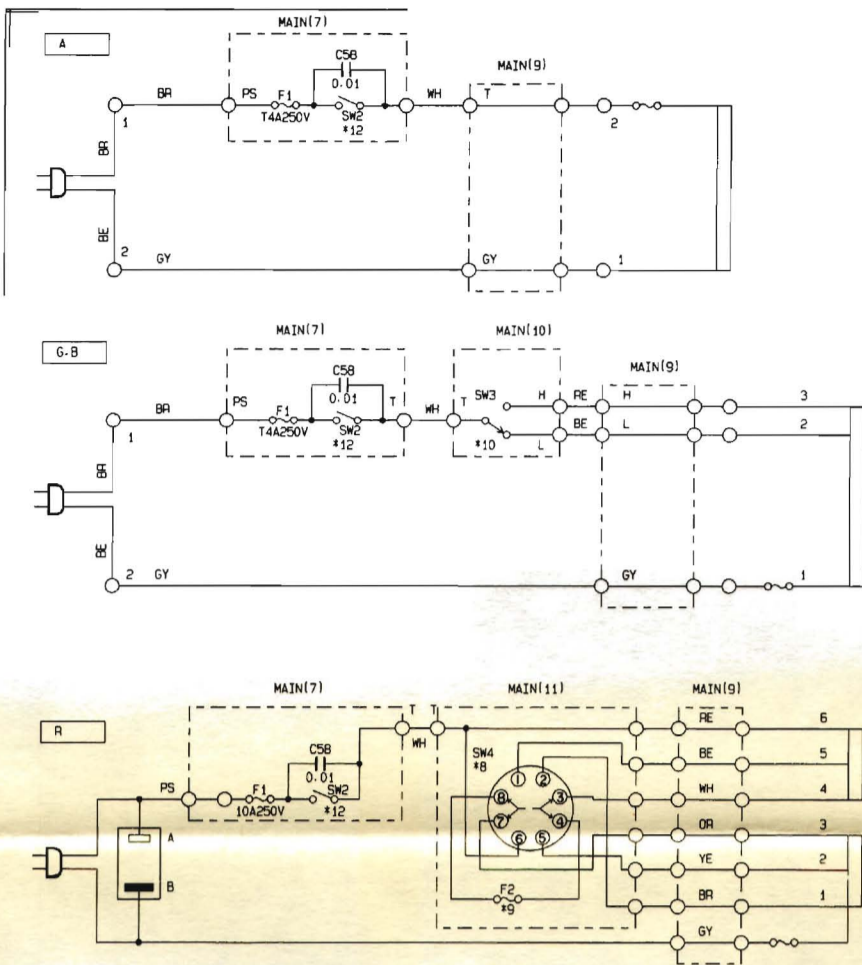 MAIN(7)
A
C58
MAIN(9)
0.01
BR
PS
F1
WH
T
1
T4A250V
SW2
2
*12
BR
BE
2
GY
GY
1
MAIN(7)
MAIN(10)
G-B
C58
MAIN(9)
0.01
SW3
H
RE
H
3
BR
PS
F1
T
WH
T
1
T4A250V
SW2
BE
L
2
*12
*10
L
BR
BE
2
GY
GY
1
MAIN(7)
MAIN(11)
MAIN(9)
R
T
T
RE
6
WH
C58
SW4
BE
5
0.01
*8
1
2
PS
F1
SW2
WH
4
10A250V
*12
8
3
A
7
4
OR
3
6
5
YE
2
B
F2
BR
1
*9
GY